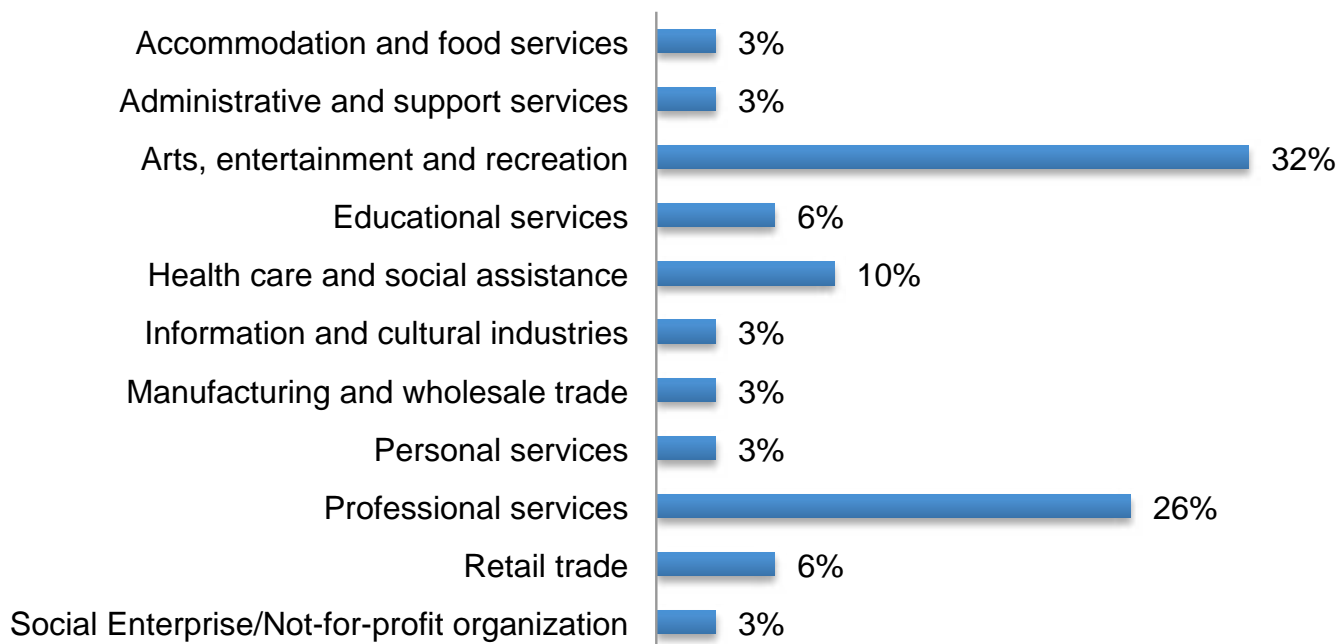 Accommodation and food services 3%
Administrative and support services 3%
Arts, entertainment and recreation 32%
Educational services 6%
Health care and social assistance 10%
Information and cultural industries 3%
Manufacturing and wholesale trade 3%
Personal services 3%
Professional services 26%
Retail trade 6%
Social Enterprise/Not-for-profit organization 3%